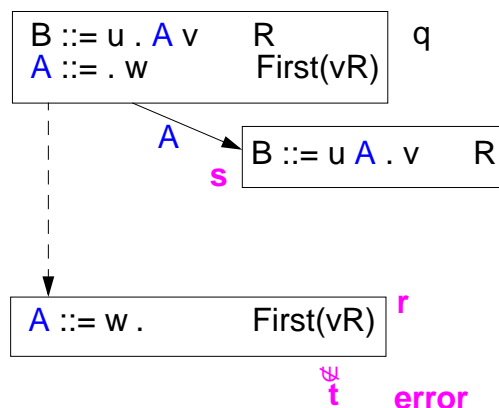 B ::= u . A v R q
A ::= . w First(vR)
A
B ::= u A . v R
s
A ::= w . First(vR) r
∉
t error